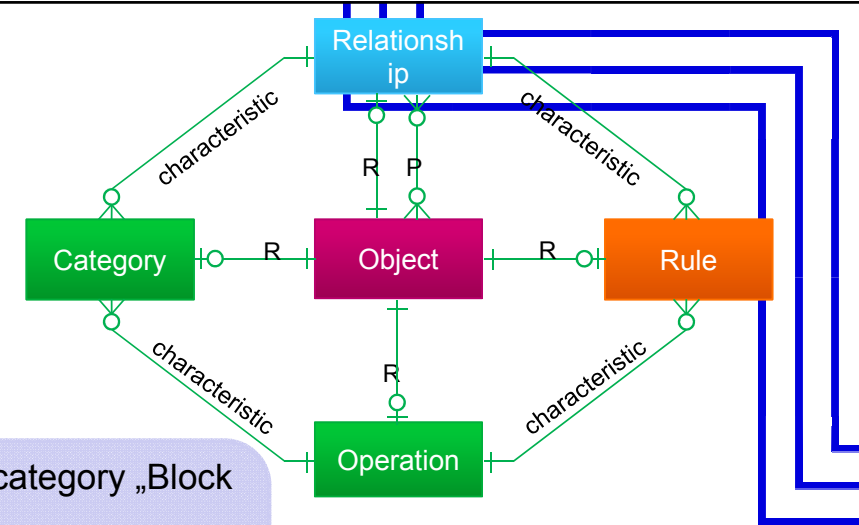 Relationsh
ip
characteristic
characteristic
R
P
Category
R
Object
R
Rule
characteristic
R
characteristic
Operation
category „Block